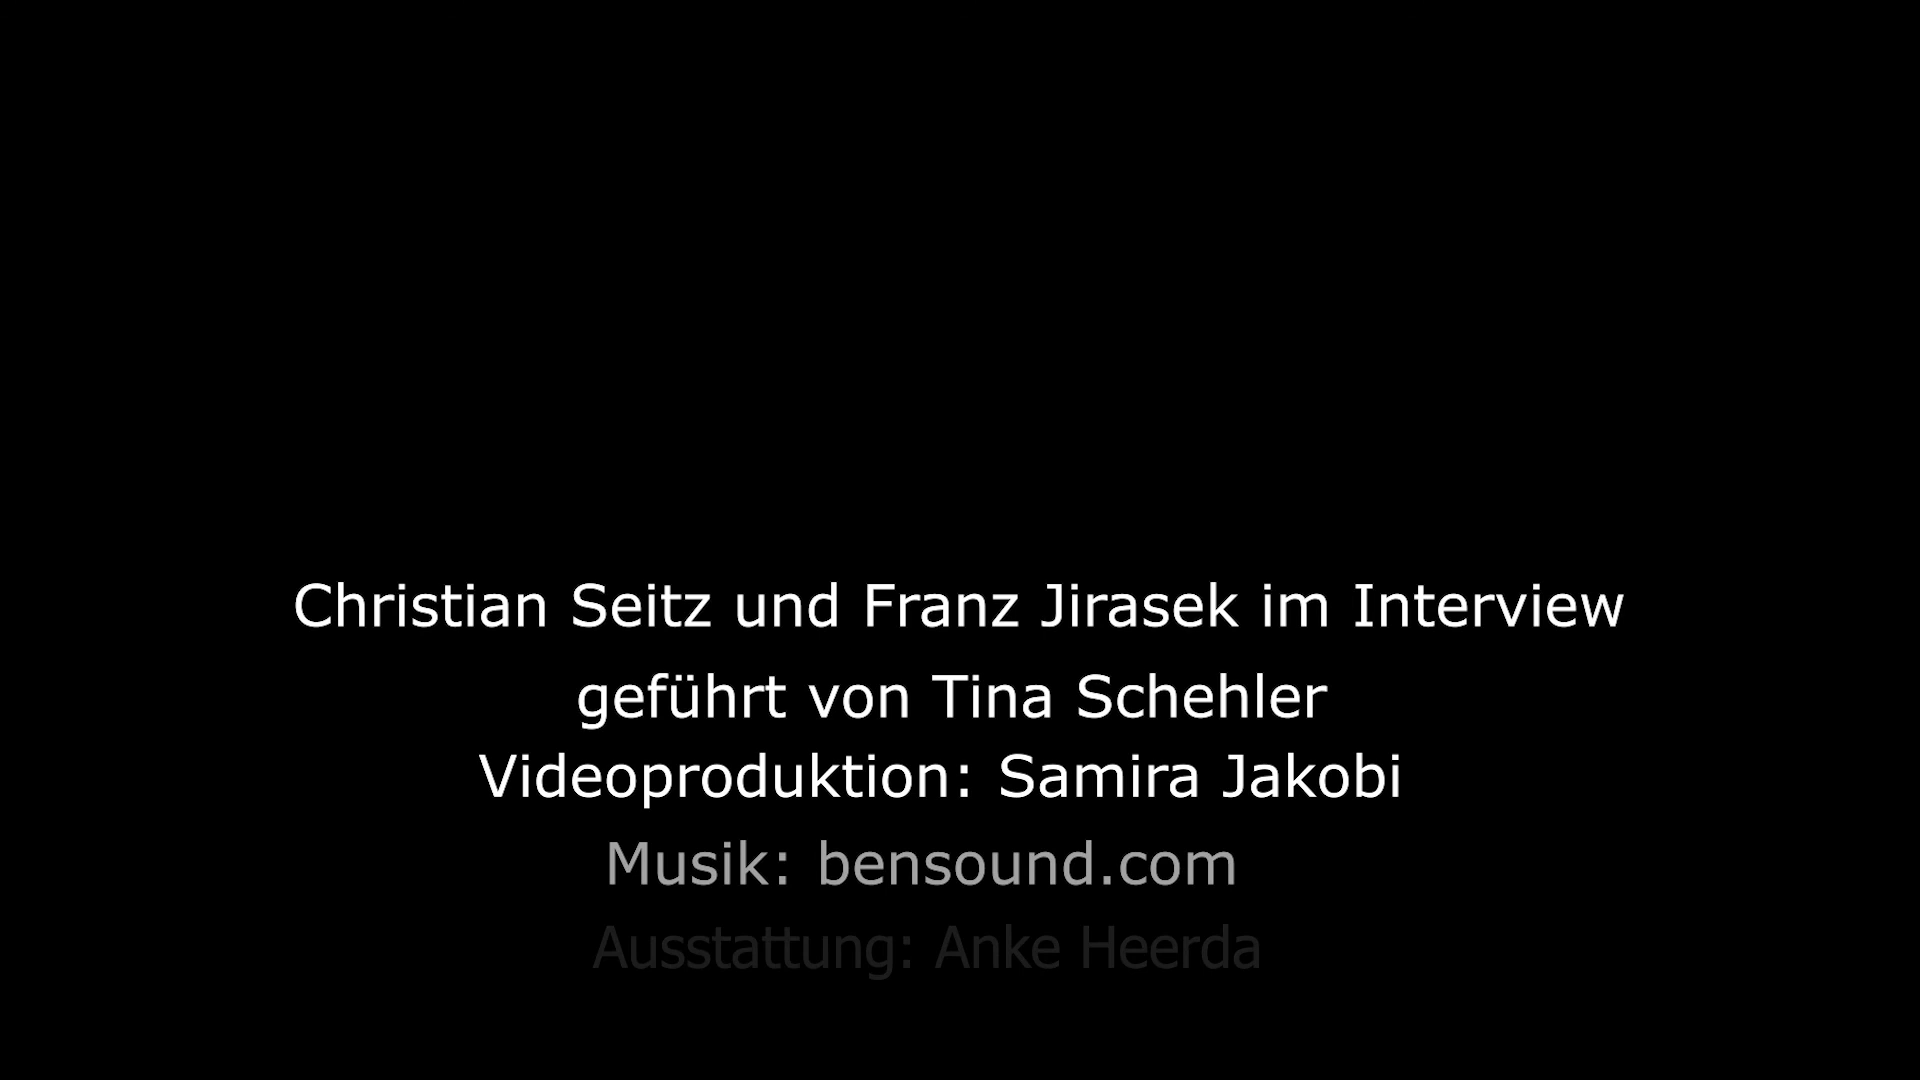 Christian Seitz und Franz Jirasek im Interview
geführt von Tina Schehler
Videoproduktion: Samira Jakobi
Musik: bensound.com
Ausstattung: Anke Heerda